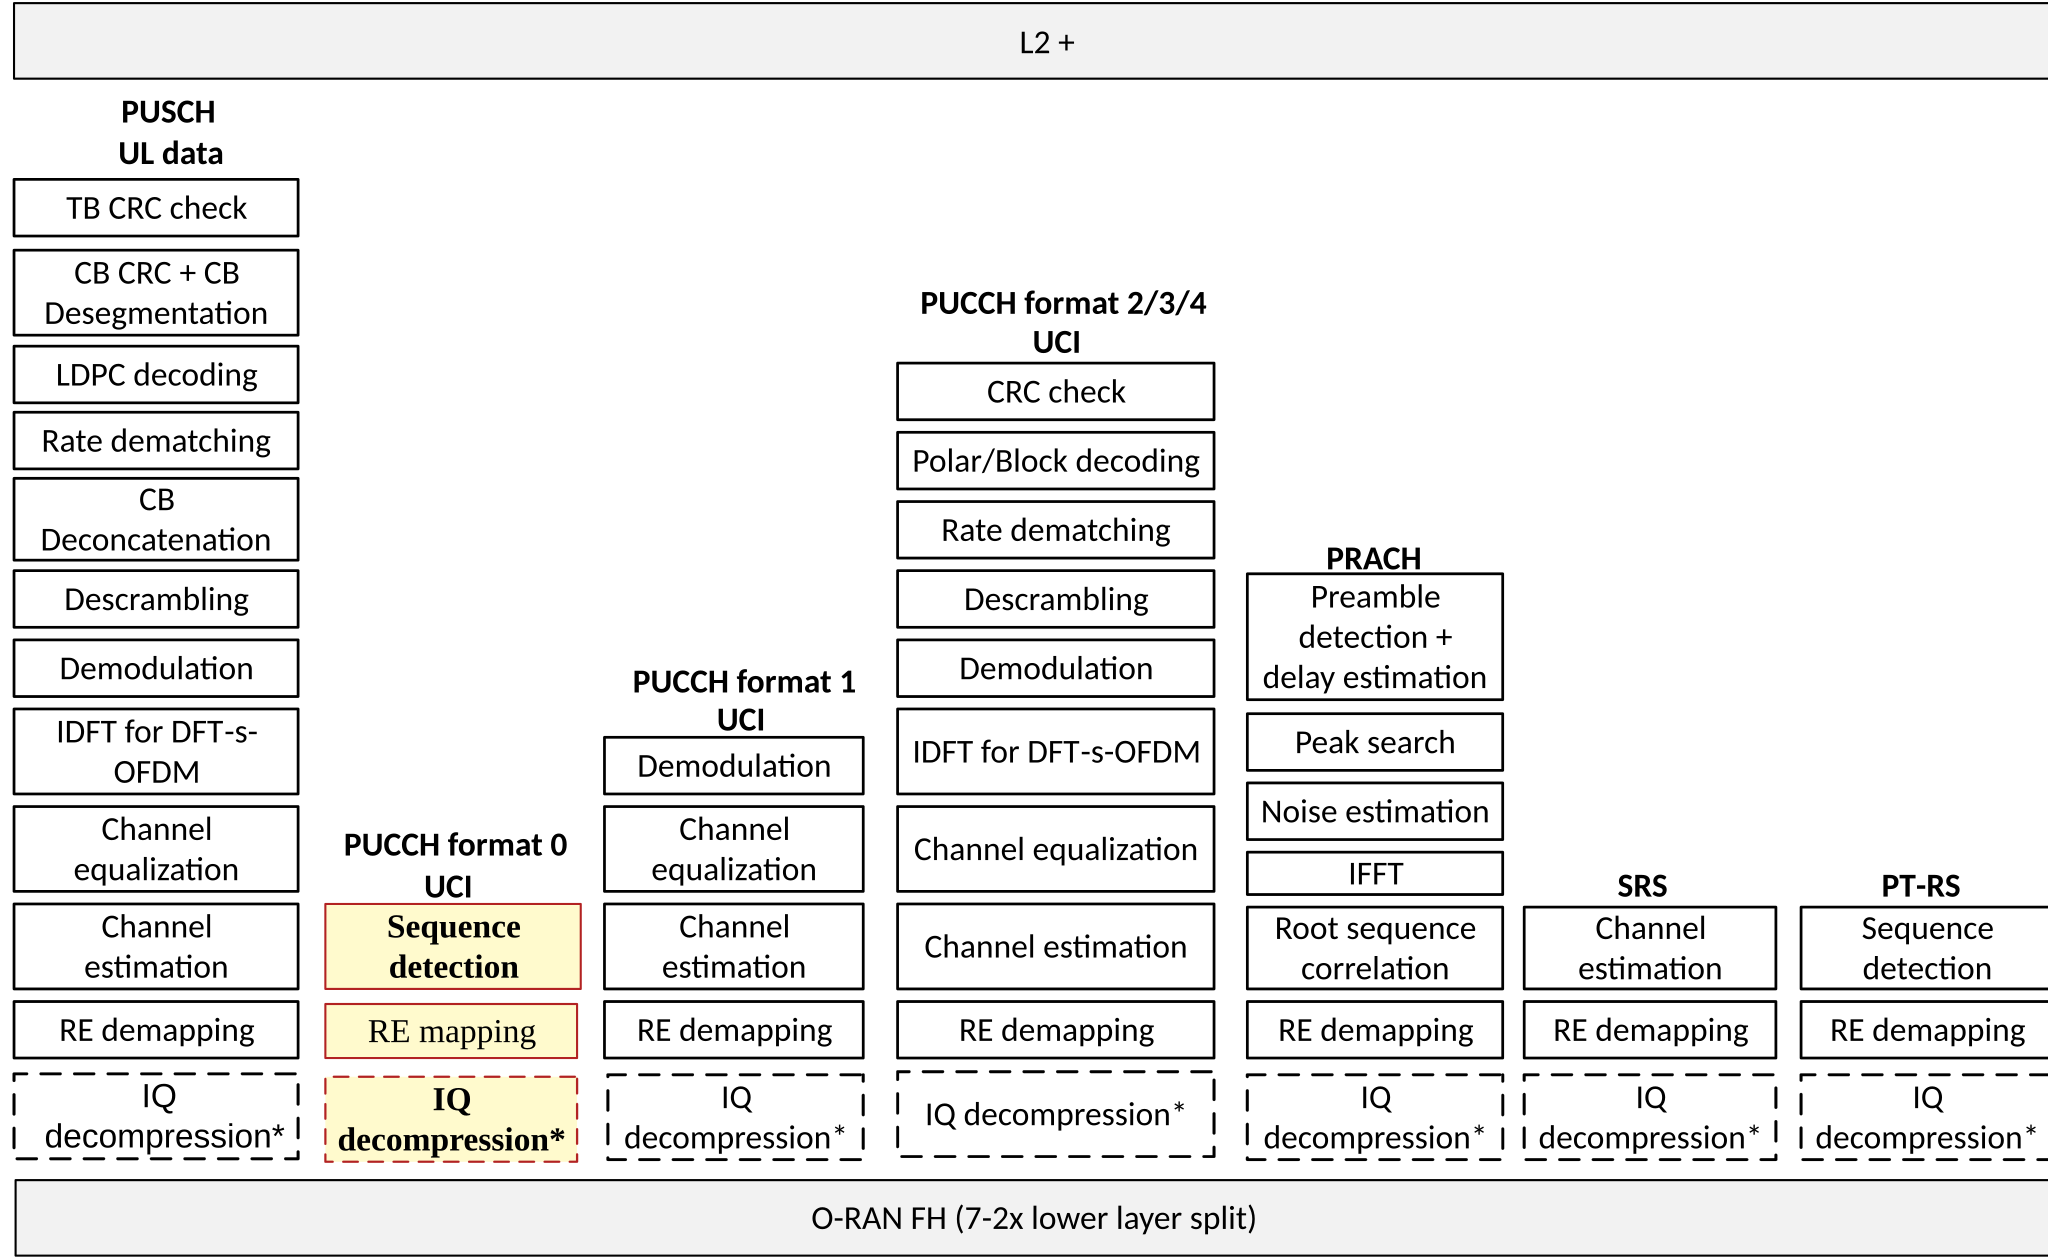 L2 +
PUSCH
UL data
TB CRC check
CB CRC + CB
Desegmentation
LDPC decoding
Rate dematching
CB
Deconcatenation
Descrambling
Demodulation
IDFT for DFT-s-
OFDM
Channel
equalization
Channel
estimation
RE demapping
IQ
decompression*
PUCCH format 0
UCI
Sequence
detection
RE mapping
IQ
decompression*
PUCCH format 1
UCI
Demodulation
Channel
equalization
Channel
estimation
RE demapping
IQ
decompression*
PUCCH format 2/3/4
UCI
CRC check
Polar/Block decoding
Rate dematching
Descrambling
Demodulation
IDFT for DFT-s-OFDM
Channel equalization
Channel estimation
RE demapping
IQ decompression*
PRACH
Preamble
detection +
delay estimation
Peak search
Noise estimation
IFFT
Root sequence
correlation
RE demapping
IQ
decompression*
SRS
Channel
estimation
RE demapping
IQ
decompression*
PT-RS
Sequence
detection
RE demapping
IQ
decompression*
O-RAN FH (7-2x lower layer split)